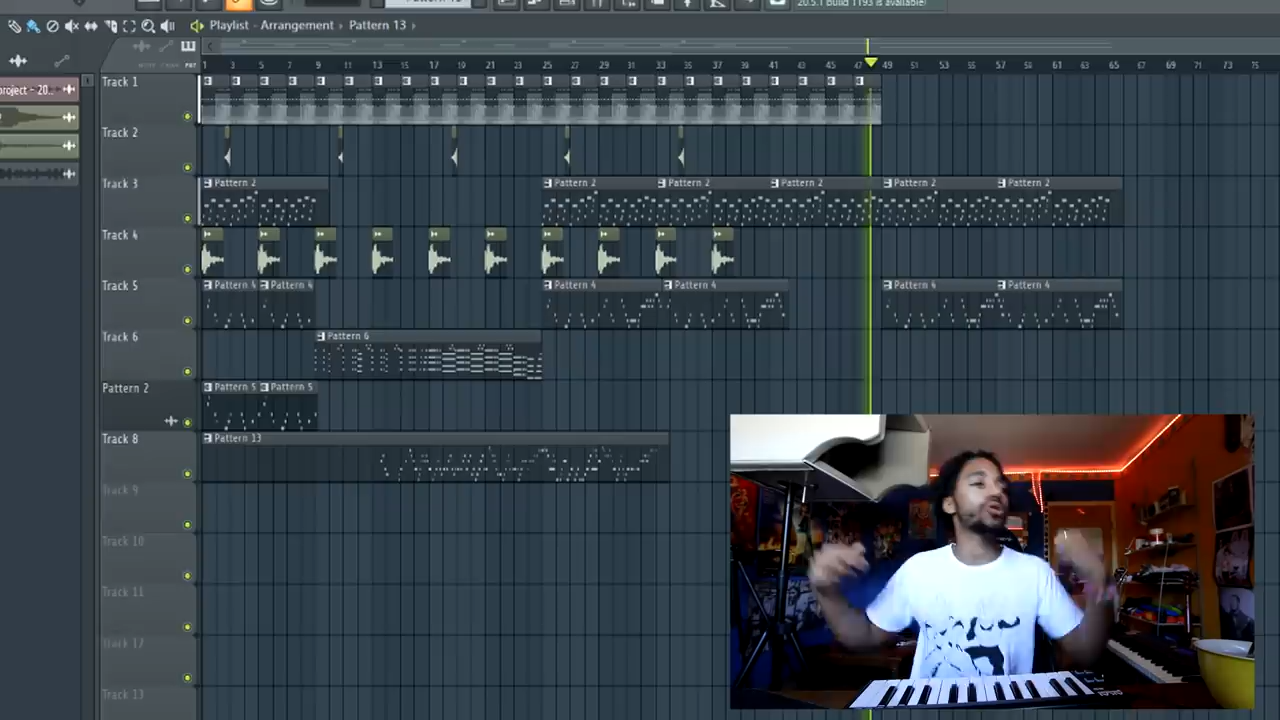 20.5.1 build 1193 is available!
Playlist - Arrangement › Pattern 13 ›
1 3 5 7 9 11 13 15 17 19 21 23 25 27 29 31 33 35 37 39 41 43 45 47 49 51 53 55 57 59 61 63 65 67 69 71 73 75
Track 1
project - 20..
Track 2
Track 3
Pattern 2 Pattern 2 Pattern 2 Pattern 2 Pattern 2 Pattern 2
Track 4
Track 5
Pattern 4 Pattern 4 Pattern 4 Pattern 4 Pattern 4 Pattern 4
Track 6
Pattern 6
Pattern 2
Pattern 5 Pattern 5
Track 8
Pattern 13
Track 9
Track 10
Track 11
Track 12
Track 13